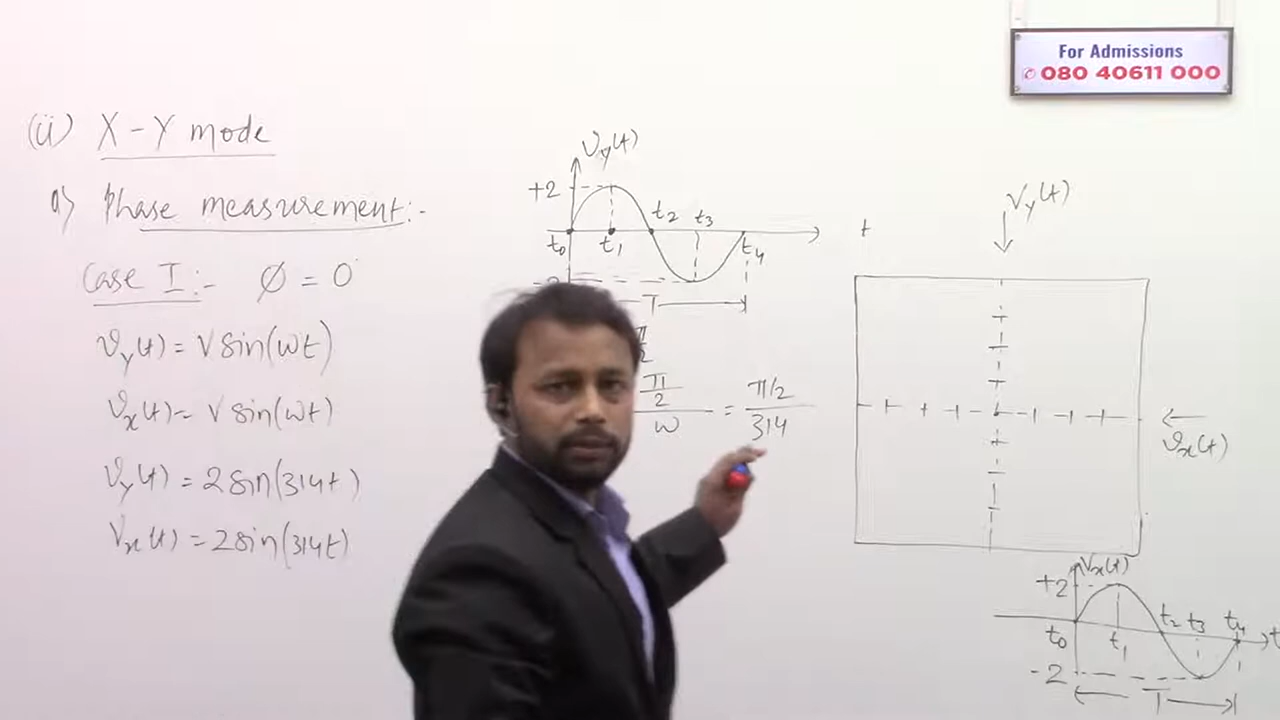 For Admissions
080 40611 000
(ii) X - Y mode
a) Phase measurement:-
Case I:- ϕ = 0°
Vy(t) = V sin(ωt)
Vx(t) = V sin(ωt)
Vy(t) = 2 sin(314t)
Vx(t) = 2 sin(314t)
Vy(t)
+2
t0 t1 t2 t3 t4
T
π/2
ω
= π/2
314
t
Vy(t)
Vx(t)
Vx(t)
+2
t0 t1 t2 t3 t4 t
-2
T